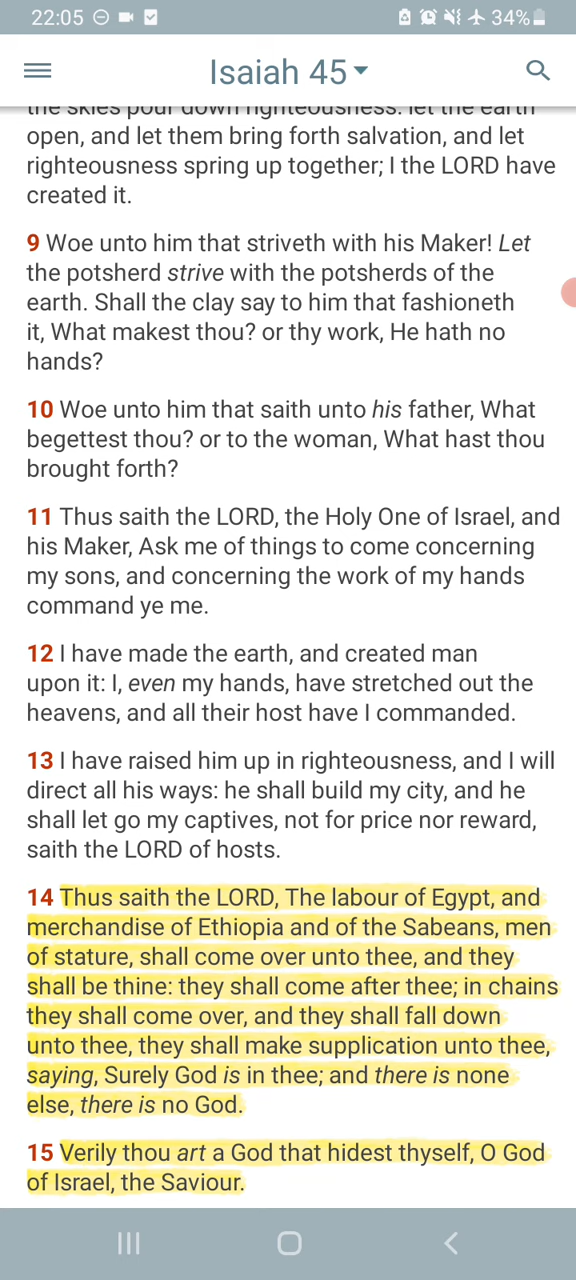 22:05
34%
Isaiah 45
the skies pour down righteousness: let the earth
open, and let them bring forth salvation, and let
righteousness spring up together; I the LORD have
created it.
9 Woe unto him that striveth with his Maker! Let
the potsherd strive with the potsherds of the
earth. Shall the clay say to him that fashioneth
it, What makest thou? or thy work, He hath no
hands?
10 Woe unto him that saith unto his father, What
begettest thou? or to the woman, What hast thou
brought forth?
11 Thus saith the LORD, the Holy One of Israel, and
his Maker, Ask me of things to come concerning
my sons, and concerning the work of my hands
command ye me.
12 I have made the earth, and created man
upon it: I, even my hands, have stretched out the
heavens, and all their host have I commanded.
13 I have raised him up in righteousness, and I will
direct all his ways: he shall build my city, and he
shall let go my captives, not for price nor reward,
saith the LORD of hosts.
14 Thus saith the LORD, The labour of Egypt, and
merchandise of Ethiopia and of the Sabeans, men
of stature, shall come over unto thee, and they
shall be thine: they shall come after thee; in chains
they shall come over, and they shall fall down
unto thee, they shall make supplication unto thee,
saying, Surely God is in thee; and there is none
else, there is no God.
15 Verily thou art a God that hidest thyself, O God
of Israel, the Saviour.